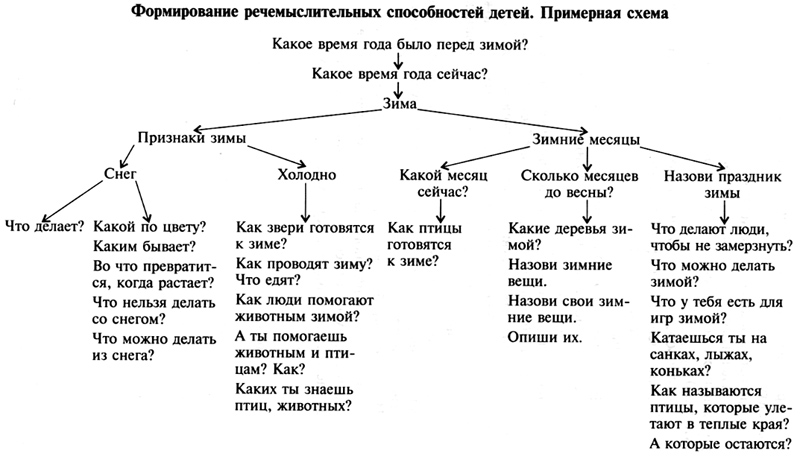 Формирование речемыслительных способностей детей. Примерная схема
Какое время года было перед зимой?
Какое время года сейчас?
Зима
Признаки зимы
Зимние месяцы
Снег
Холодно
Какой месяц
сейчас?
Сколько месяцев
до весны?
Назови праздник
зимы
Что делает?
Какой по цвету?
Каким бывает?
Во что превратит-
ся, когда растает?
Что нельзя делать
со снегом?
Что можно делать
из снега?
Как звери готовятся
к зиме?
Как проводят зиму?
Что едят?
Как люди помогают
животным зимой?
А ты помогаешь
животным и пти-
цам? Как?
Каких ты знаешь
птиц, животных?
Как птицы
готовятся
к зиме?
Какие деревья зи-
мой?
Назови зимние
вещи.
Назови свои зим-
ние вещи.
Опиши их.
Что делают люди,
чтобы не замерзнуть?
Что можно делать
зимой?
Что у тебя есть для
игр зимой?
Катаешься ты на
санках, лыжах,
коньках?
Как называются
птицы, которые уле-
тают в теплые края?
А которые остаются?